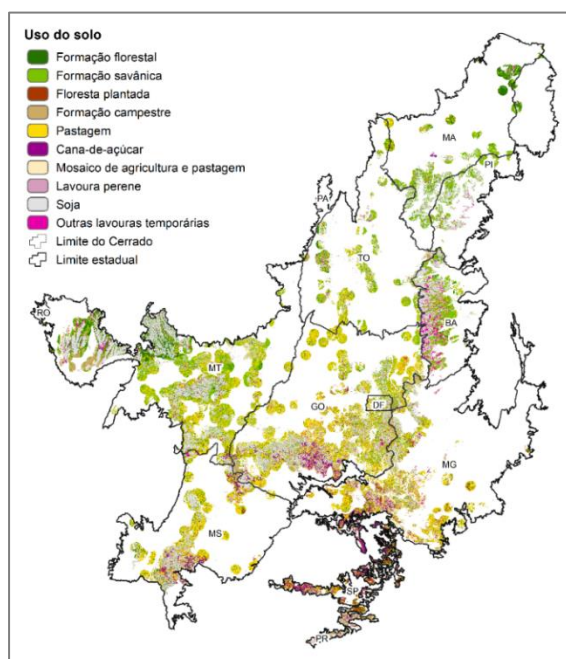 Uso do solo
Formação florestal
Formação savânica
Floresta plantada
Formação campestre
Pastagem
Cana-de-açúcar
Mosaico de agricultura e pastagem
Lavoura perene
Soja
Outras lavouras temporárias
Limite do Cerrado
Limite estadual
MA
PI
PA
TO
BA
RO
MT
GO
DF
MG
MS
SP
PR